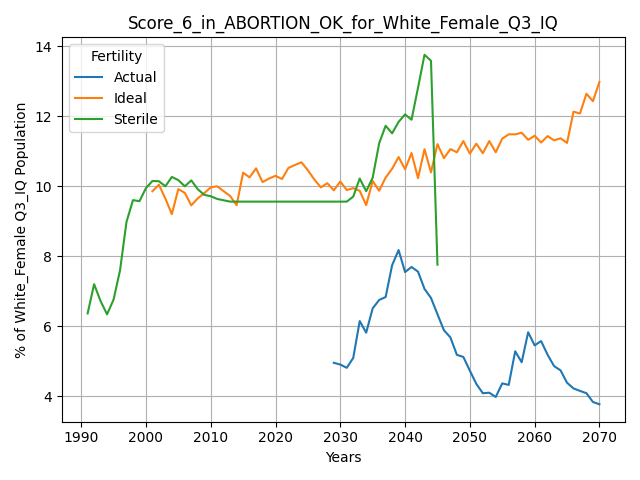 Score_6_in_ABORTION_OK_for_White_Female_Q3_IQ
Fertility
Actual
Ideal
Sterile
% of White_Female Q3_IQ Population
14
12
10
8
6
4
1990
2000
2010
2020
2030
2040
2050
2060
2070
Years